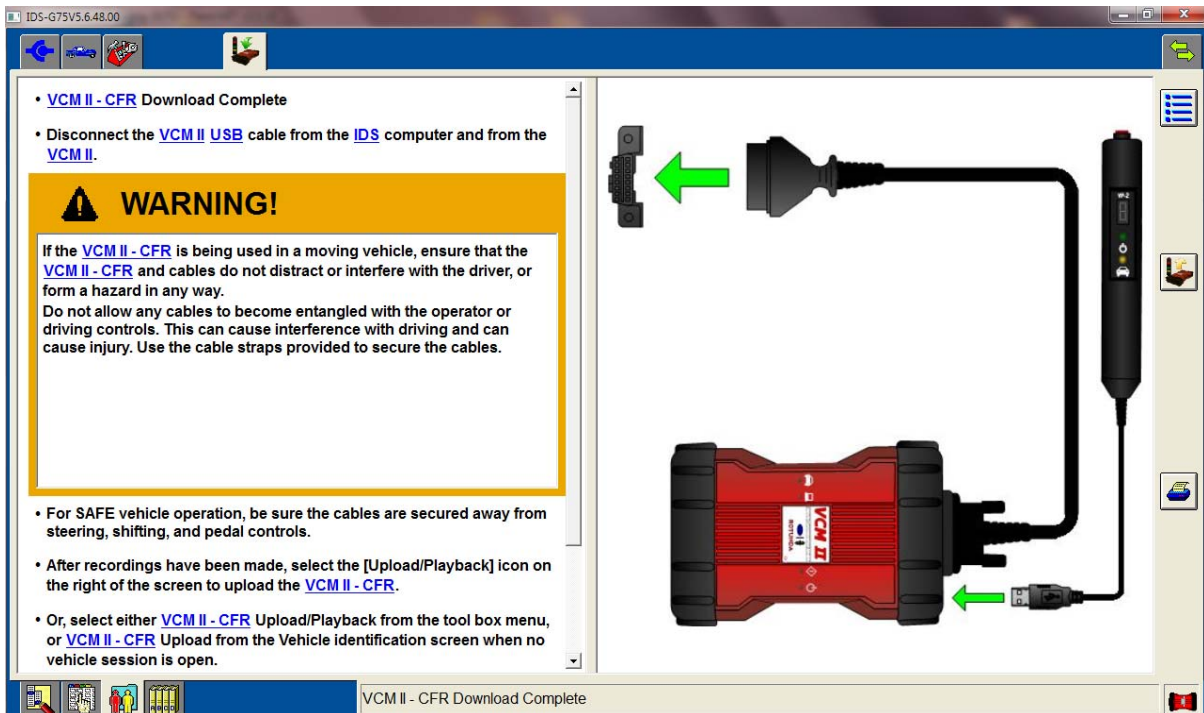 IDS-G75V5.6.48.00
• VCM II - CFR Download Complete
• Disconnect the VCM II USB cable from the IDS computer and from the
VCM II.
WARNING!
If the VCM II - CFR is being used in a moving vehicle, ensure that the
VCM II - CFR and cables do not distract or interfere with the driver, or
form a hazard in any way.
Do not allow any cables to become entangled with the operator or
driving controls. This can cause interference with driving and can
cause injury. Use the cable straps provided to secure the cables.
• For SAFE vehicle operation, be sure the cables are secured away from
steering, shifting, and pedal controls.
• After recordings have been made, select the [Upload/Playback] icon on
the right of the screen to upload the VCM II - CFR.
• Or, select either VCM II - CFR Upload/Playback from the tool box menu,
or VCM II - CFR Upload from the Vehicle identification screen when no
vehicle session is open.
VCM II
ROTUNDA
VCM II - CFR Download Complete